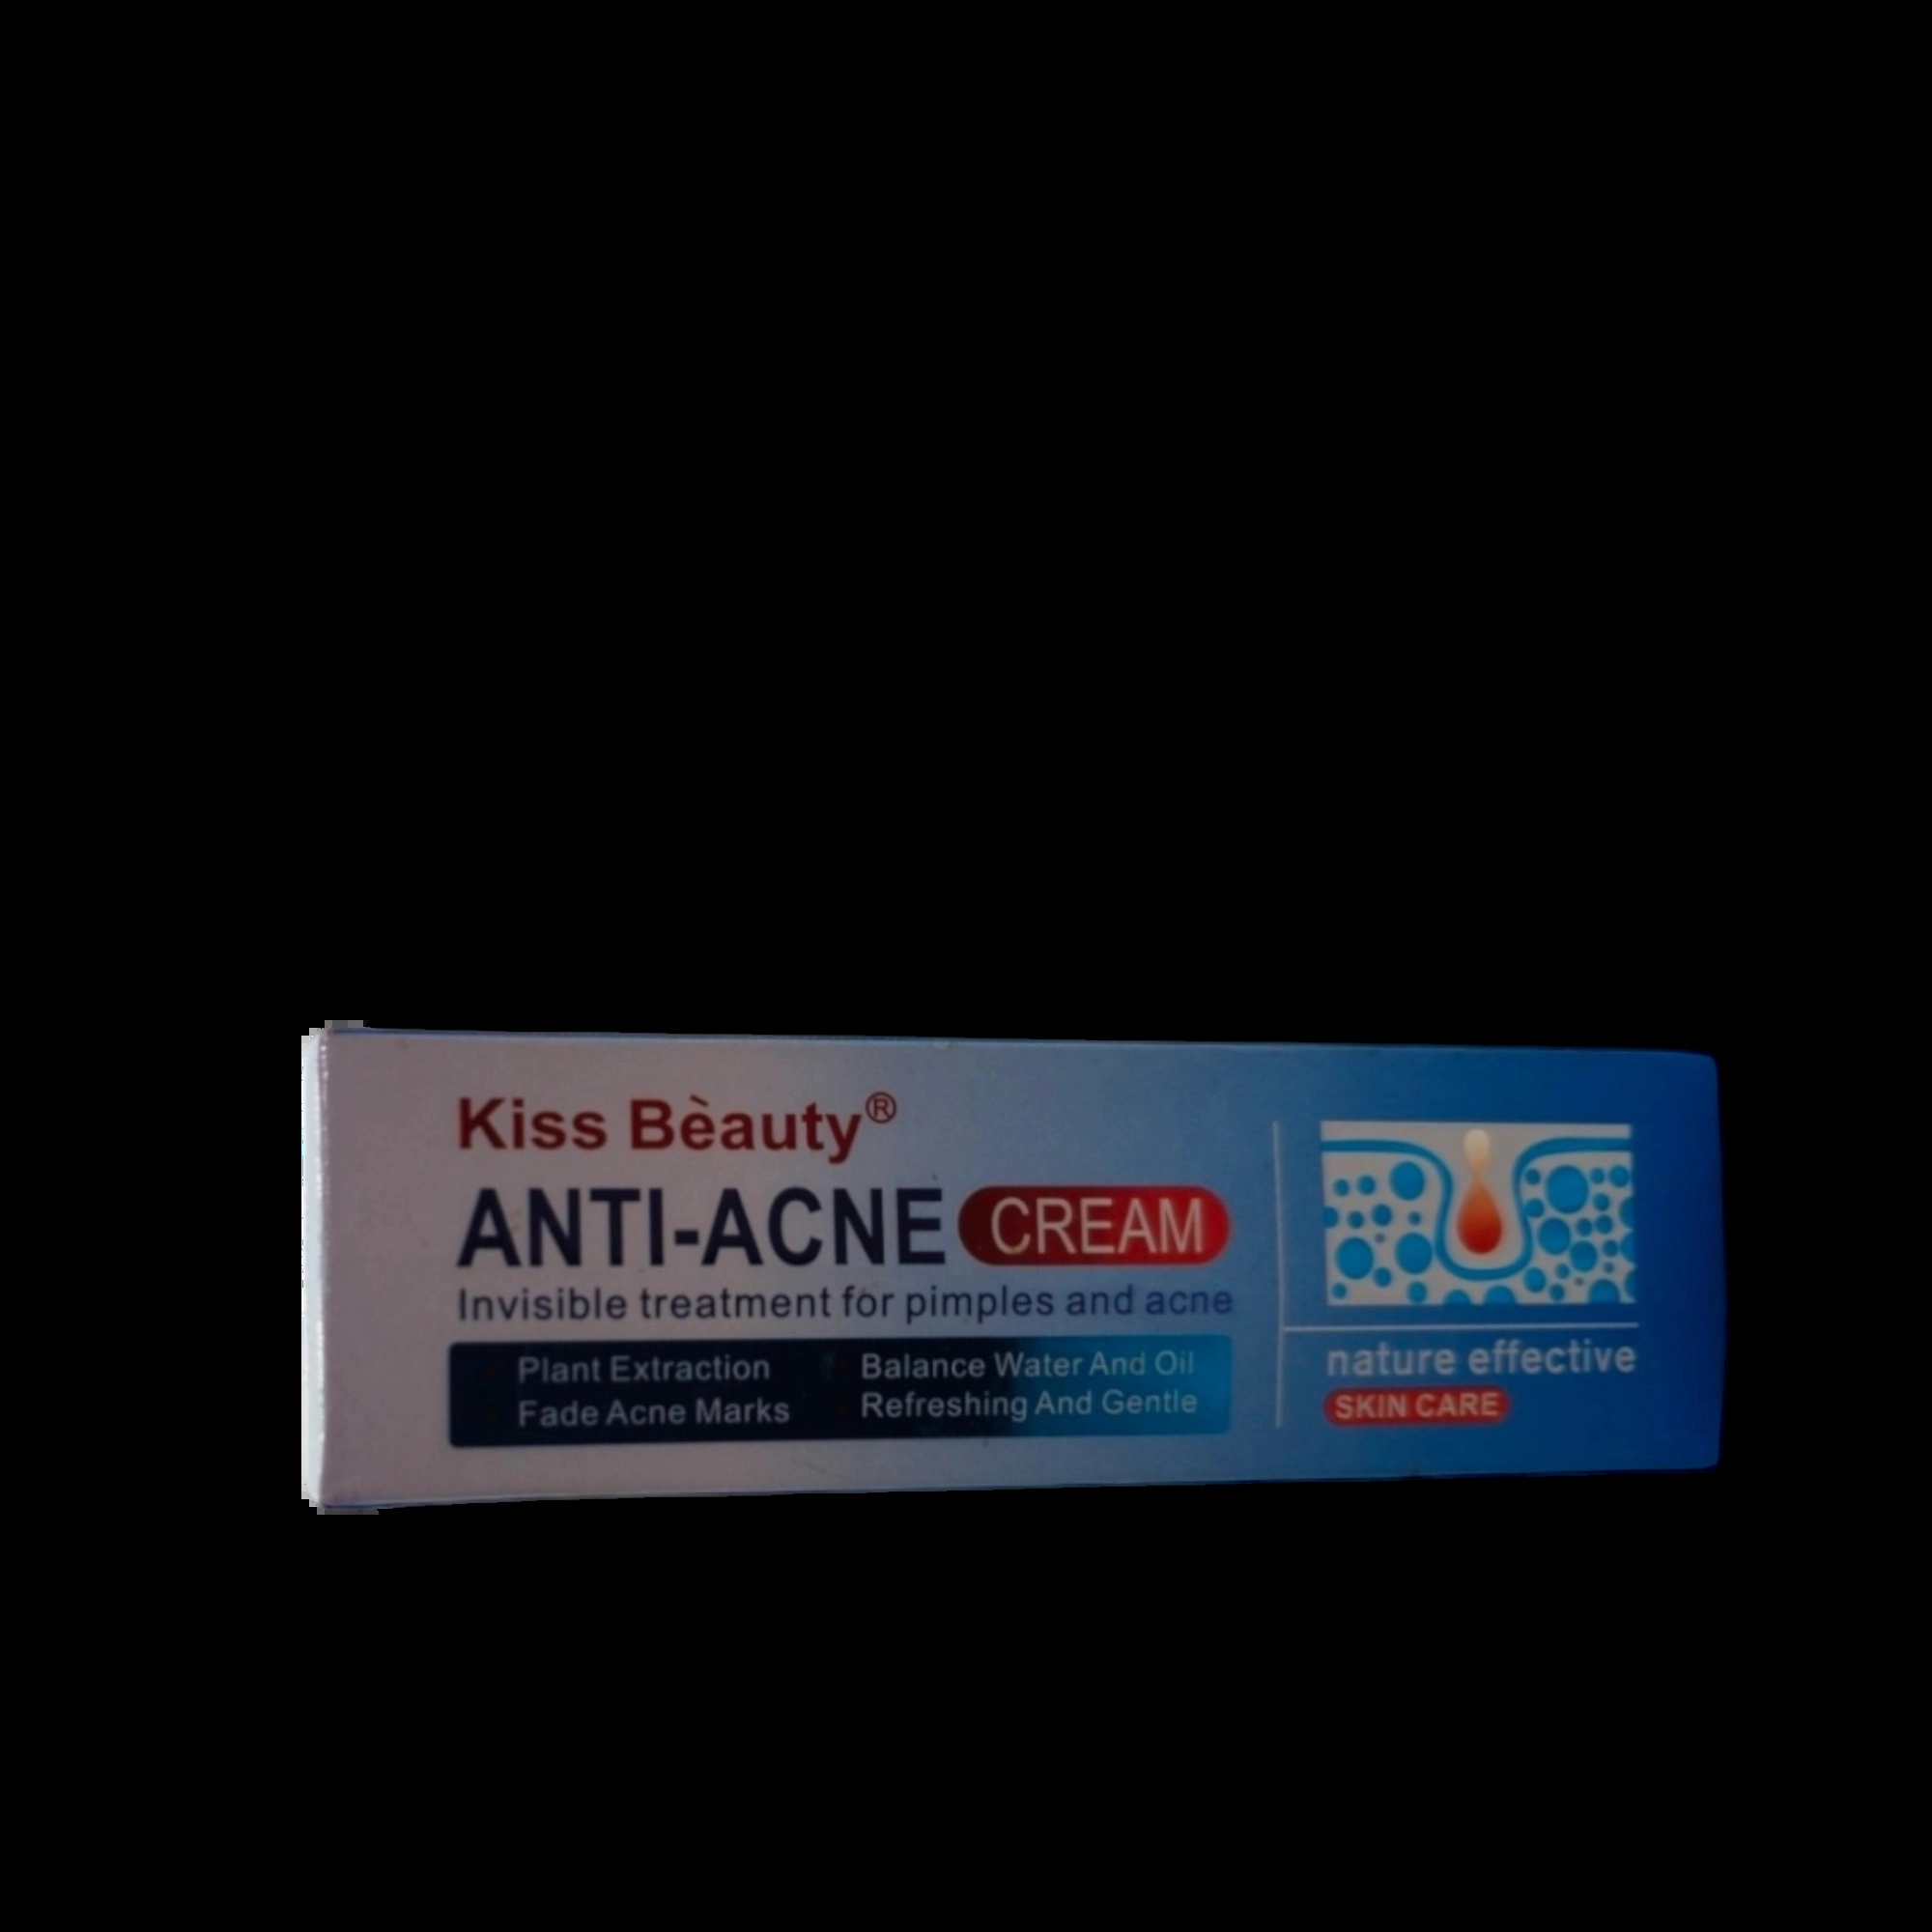 Kiss Bèauty®
ANTI-ACNE CREAM
Invisible treatment for pimples and acne
Plant Extraction
Fade Acne Marks
Balance Water And Oil
Refreshing And Gentle
nature effective
SKIN CARE